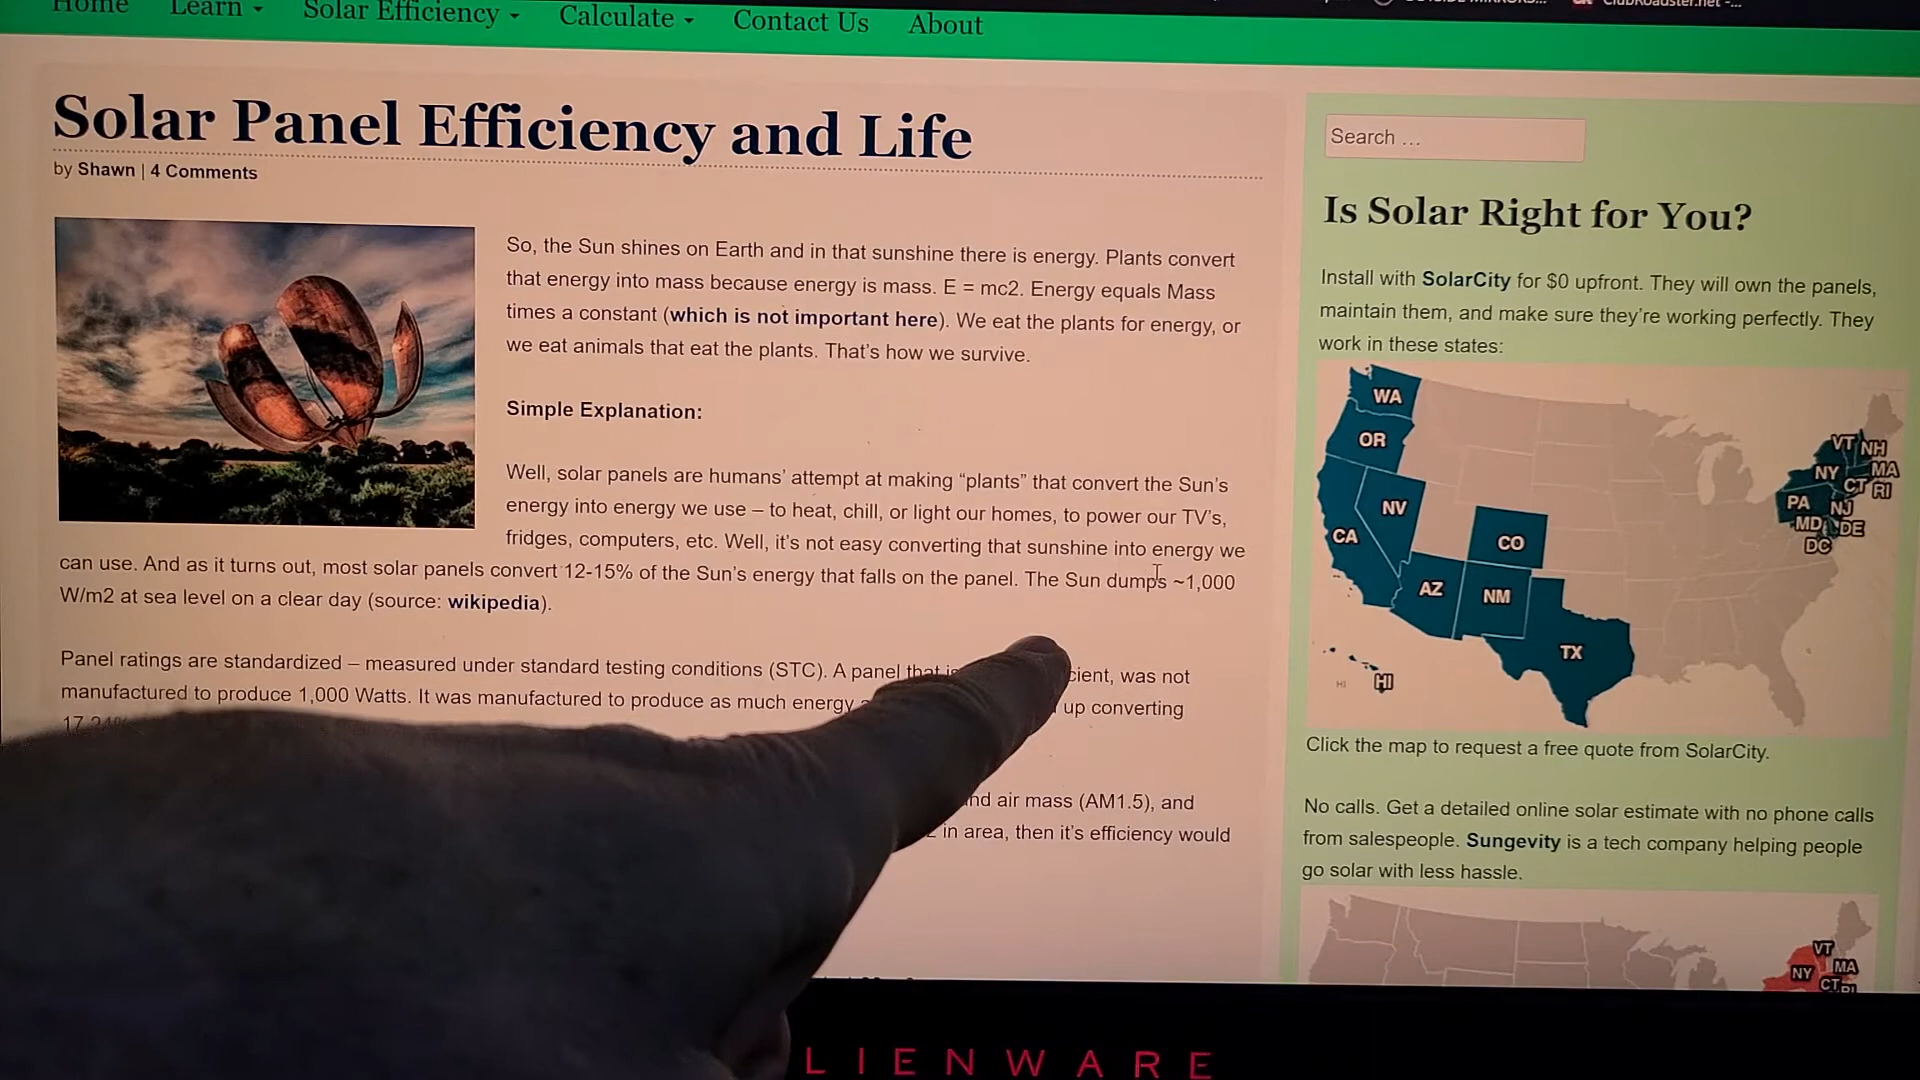 Home Learn Solar Efficiency Calculate Contact Us About
Solar Panel Efficiency and Life
by Shawn | 4 Comments
So, the Sun shines on Earth and in that sunshine there is energy. Plants convert
that energy into mass because energy is mass. E = mc2. Energy equals Mass
times a constant (which is not important here). We eat the plants for energy, or
we eat animals that eat the plants. That's how we survive.
Simple Explanation:
Well, solar panels are humans' attempt at making “plants” that convert the Sun's
energy into energy we use – to heat, chill, or light our homes, to power our TV's,
fridges, computers, etc. Well, it's not easy converting that sunshine into energy we
can use. And as it turns out, most solar panels convert 12-15% of the Sun's energy that falls on the panel. The Sun dumps ~1,000
W/m2 at sea level on a clear day (source: wikipedia).
Panel ratings are standardized – measured under standard testing conditions (STC). A panel that was not
manufactured to produce 1,000 Watts. It was manufactured to produce as much energy up converting
17.24%
air mass (AM1.5), and
in area, then it's efficiency would
Search ...
Is Solar Right for You?
Install with SolarCity for $0 upfront. They will own the panels,
maintain them, and make sure they're working perfectly. They
work in these states:
WA
OR
CA
NV
AZ
CO
NM
TX
HI
HI
VT NH
NY MA
CT RI
PA NJ
MD DE
DC
Click the map to request a free quote from SolarCity.
No calls. Get a detailed online solar estimate with no phone calls
from salespeople. Sungevity is a tech company helping people
go solar with less hassle.
VT
NY MA
CT RI
LIENWARE